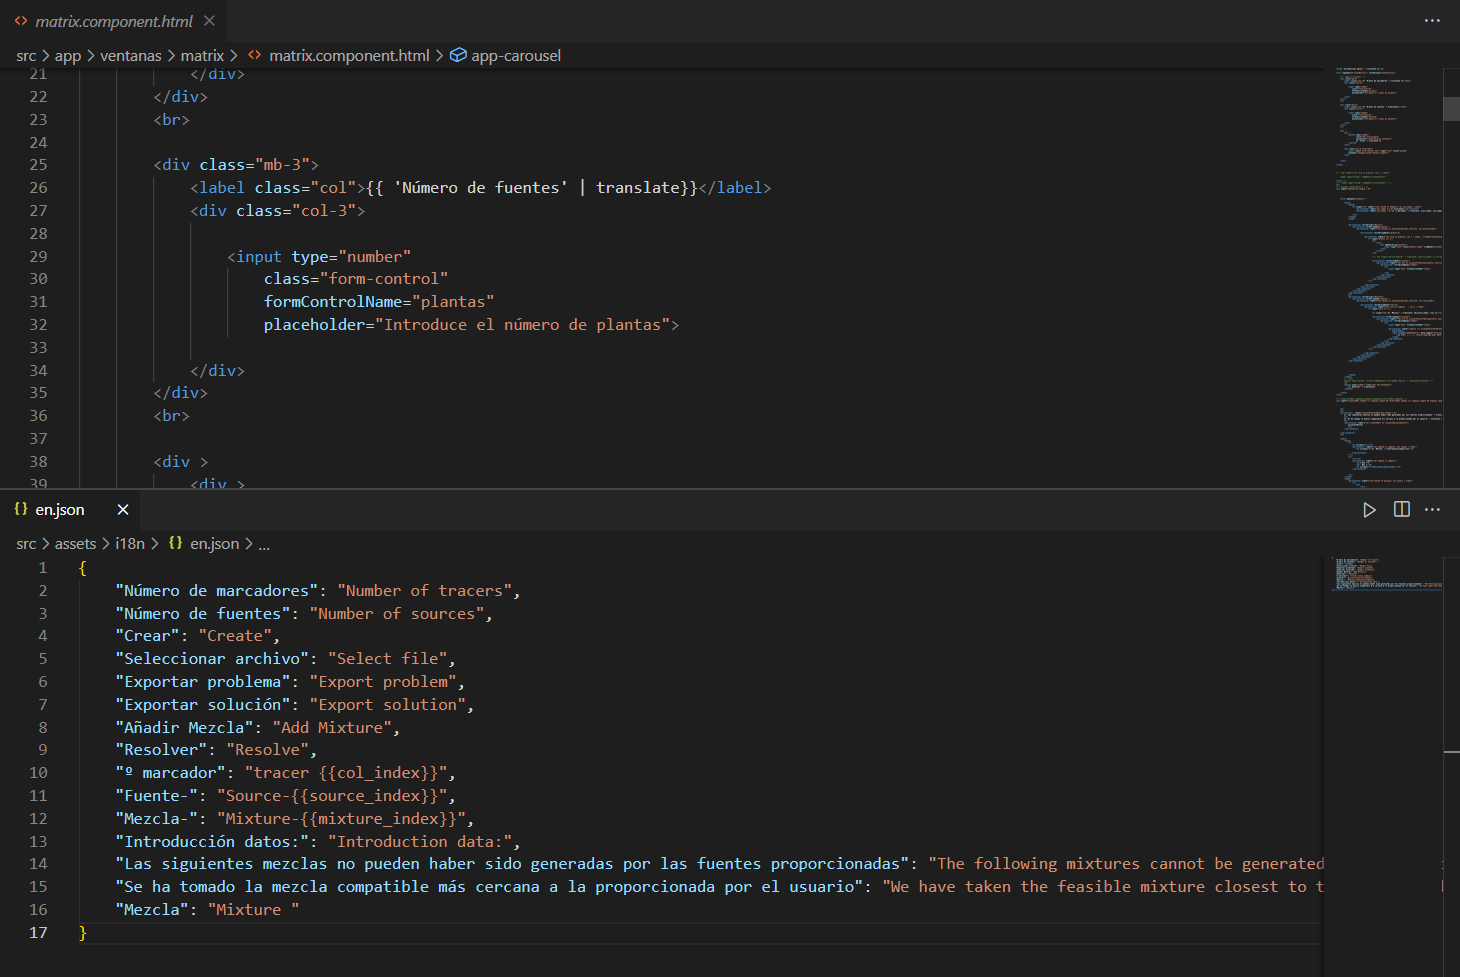 matrix.component.html
src > app > ventanas > matrix > matrix.component.html > app-carousel
21 </div>
22 </div>
23 <br>
24
25 <div class="mb-3">
26 <label class="col">{{ 'Número de fuentes' | translate}}</label>
27 <div class="col-3">
28
29 <input type="number"
30 class="form-control"
31 formControlName="plantas"
32 placeholder="Introduce el número de plantas">
33
34 </div>
35 </div>
36 <br>
37
38 <div >
39 <div >
{} en.json
src > assets > i18n > {} en.json > ...
1 {
2 "Número de marcadores": "Number of tracers",
3 "Número de fuentes": "Number of sources",
4 "Crear": "Create",
5 "Seleccionar archivo": "Select file",
6 "Exportar problema": "Export problem",
7 "Exportar solución": "Export solution",
8 "Añadir Mezcla": "Add Mixture",
9 "Resolver": "Resolve",
10 "º marcador": "tracer {{col_index}}",
11 "Fuente-": "Source-{{source_index}}",
12 "Mezcla-": "Mixture-{{mixture_index}}",
13 "Introducción datos:": "Introduction data:",
14 "Las siguientes mezclas no pueden haber sido generadas por las fuentes proporcionadas": "The following mixtures cannot be generated
15 "Se ha tomado la mezcla compatible más cercana a la proporcionada por el usuario": "We have taken the feasible mixture closest to t
16 "Mezcla": "Mixture "
17 }